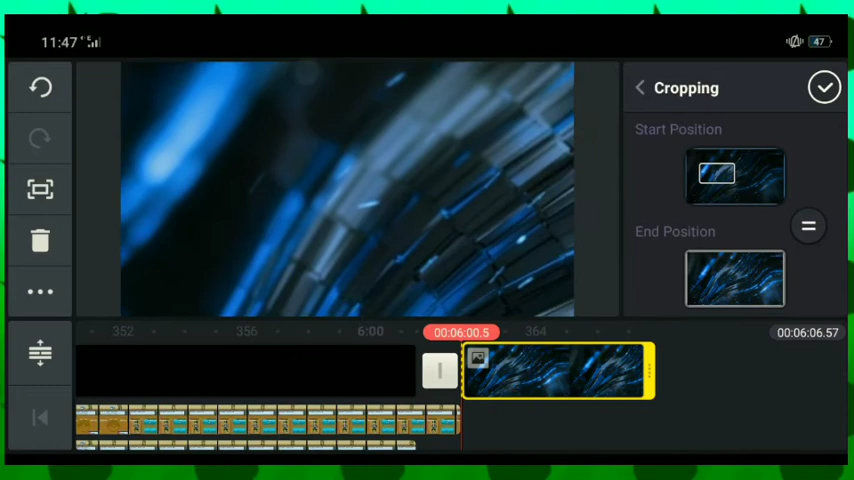 11:47
47
Cropping
Start Position
End Position
352
356
6:00
00:06:00.5
364
00:06:06.57